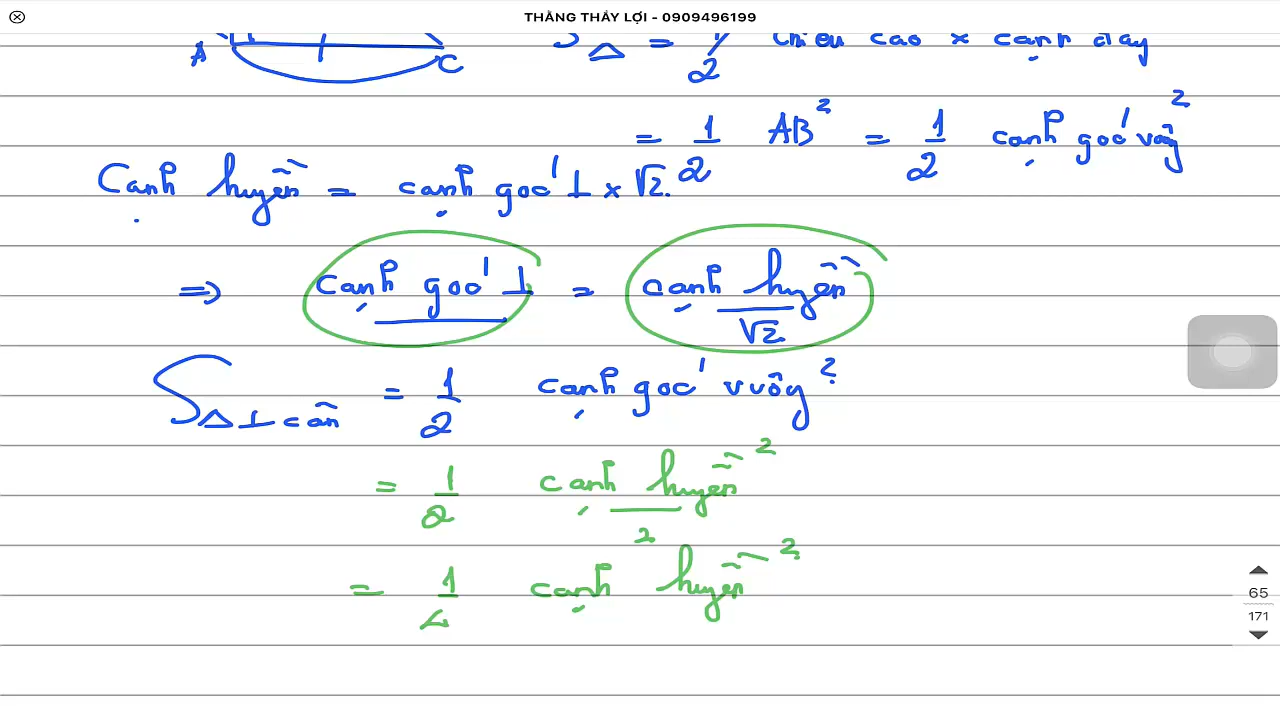 THẰNG THẦY LỢI - 0909496199
A C S△ = 1/2 chiều cao × cạnh đáy
= 1/2 AB² = 1/2 cạnh góc vuông²
Cạnh huyền = cạnh góc ⊥ × √2.
⇒ cạnh góc ⊥ = cạnh huyền / √2
S△⊥ cân = 1/2 cạnh góc vuông²
= 1/2 cạnh huyền² / 2
= 1/4 cạnh huyền²
65
171